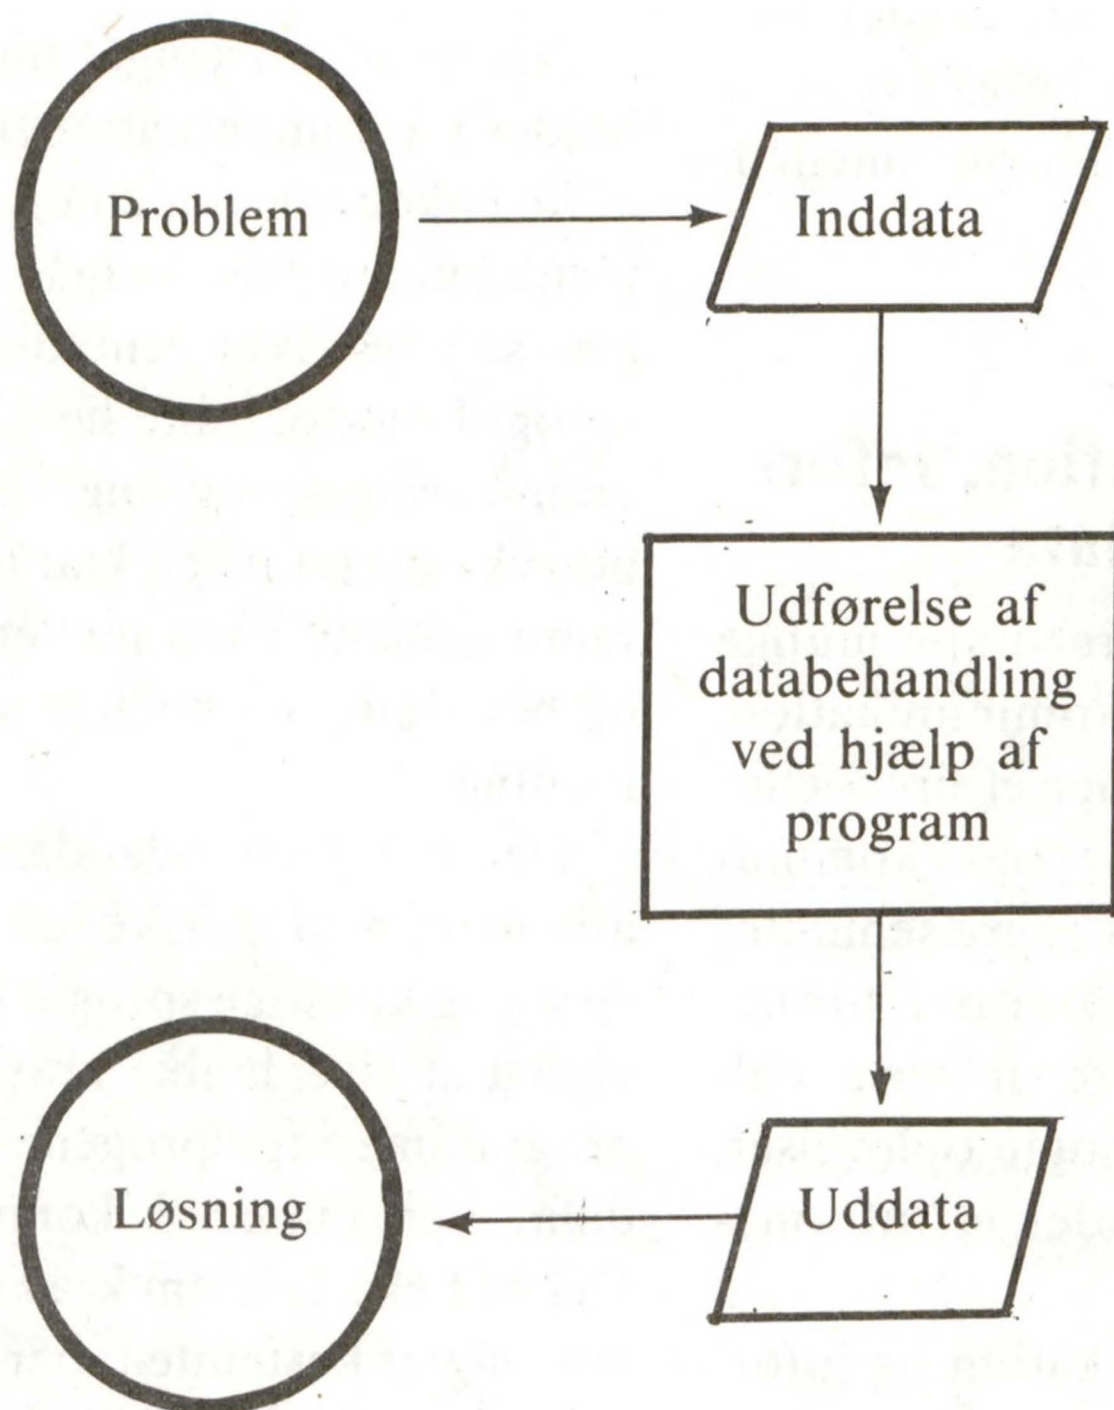 Problem
Inddata
Udførelse af
databehandling
ved hjælp af
program
Uddata
Løsning